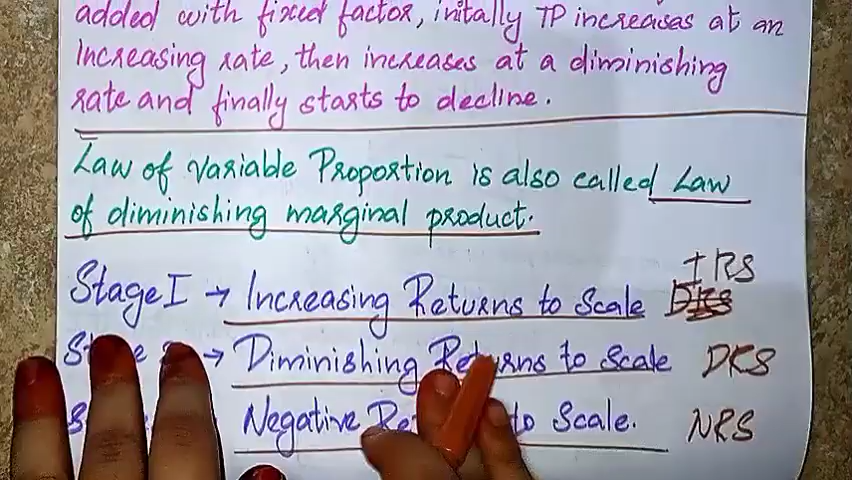 added with fixed factor, initally TP increases at an
Increasing rate, then increases at a diminishing
rate and finally starts to decline.
Law of Variable Proportion is also called Law
of diminishing marginal product.
Stage I → Increasing Returns to Scale IRS
→ Diminishing Returns to Scale DRS
Negative to Scale. NRS